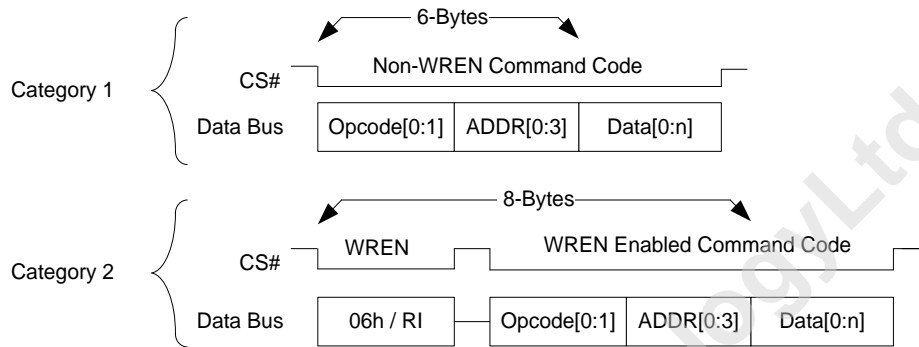 6-Bytes
Category 1
CS#
Non-WREN Command Code
Data Bus
Opcode[0:1]
ADDR[0:3]
Data[0:n]
8-Bytes
Category 2
CS#
WREN
WREN Enabled Command Code
Data Bus
06h / RI
Opcode[0:1]
ADDR[0:3]
Data[0:n]
logyLtd